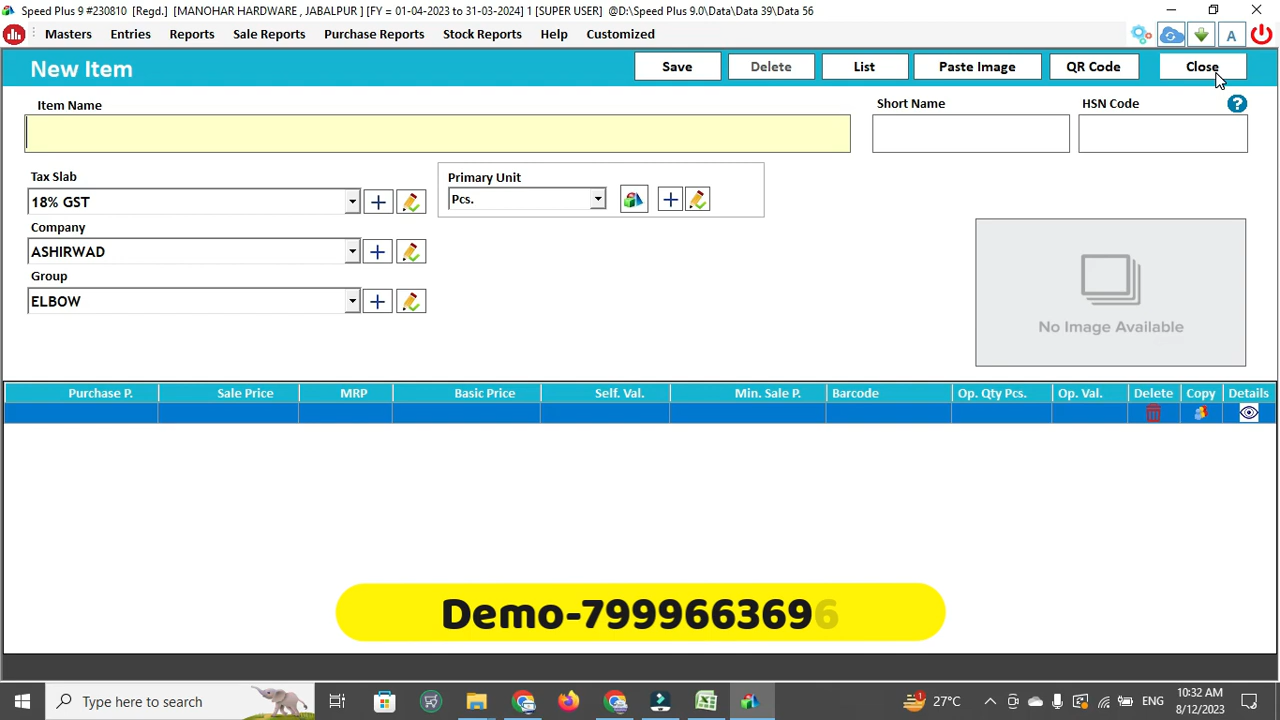 Speed Plus 9 #230810 [Regd.] [MANOHAR HARDWARE , JABALPUR ] [FY = 01-04-2023 to 31-03-2024] 1 [SUPER USER] @D:\Speed Plus 9.0\Data\Data 39\Data 56
Masters Entries Reports Sale Reports Purchase Reports Stock Reports Help Customized A
New Item Save Delete List Paste Image QR Code Close
Item Name Short Name HSN Code ?
Tax Slab Primary Unit
18% GST Pcs.
Company
ASHIRWAD
Group
ELBOW
No Image Available
Purchase P. Sale Price MRP Basic Price Self. Val. Min. Sale P. Barcode Op. Qty Pcs. Op. Val. Delete Copy Details
Demo-7999663696
Type here to search 1 27°C ENG 10:32 AM
8/12/2023